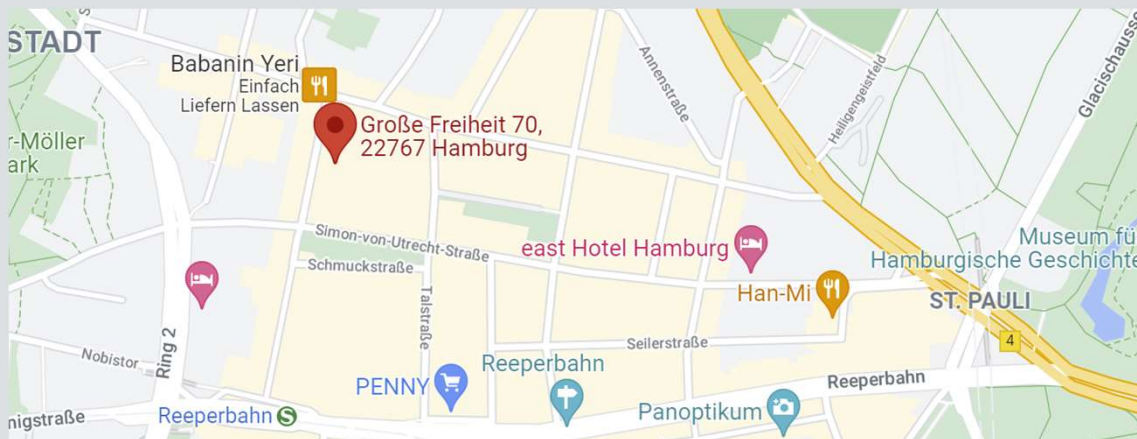 STADT
Babanin Yeri
Einfach
Liefern Lassen
Große Freiheit 70,
22767 Hamburg
Annenstraße
Heiligengeistfeld
Glacischausse
r-Möller
ark
Simon-von-Utrecht-Straße
Schmuckstraße
Talstraße
east Hotel Hamburg
Han-Mi
Museum fü
Hamburgische Geschichte
ST. PAULI
4
Ring 2
Nobistor
Seilerstraße
Reeperbahn
PENNY
Reeperbahn
nigstraße
Reeperbahn S
Panoptikum